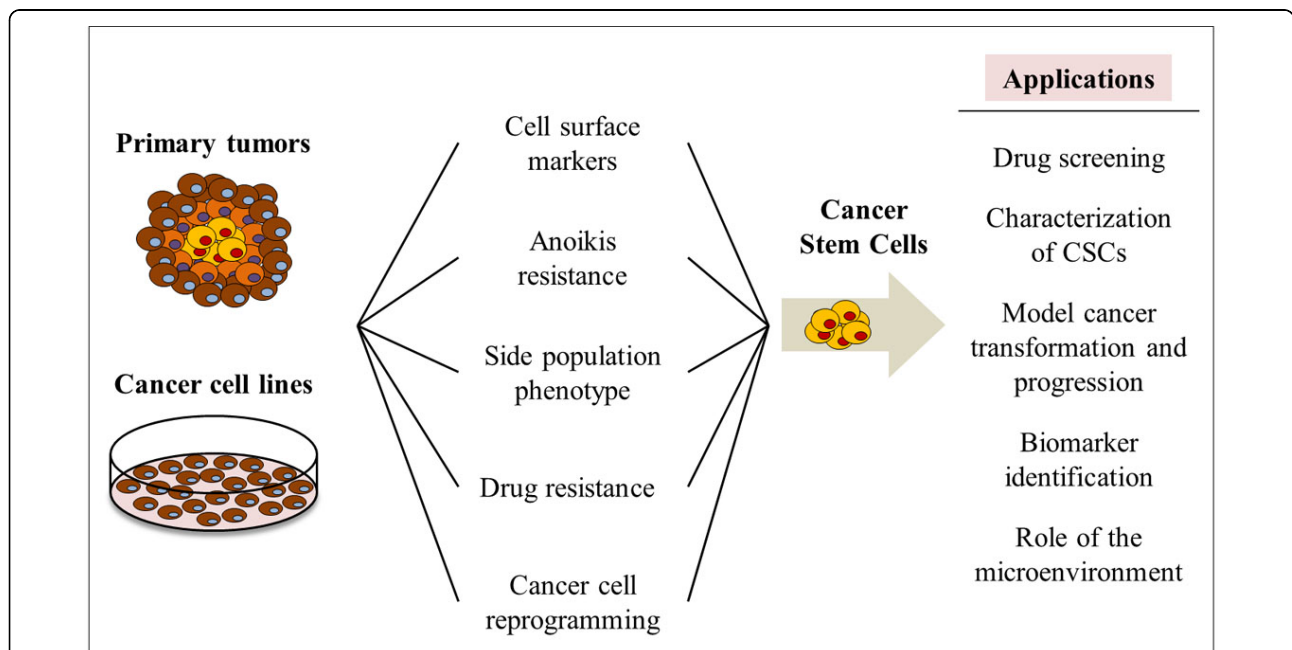 Primary tumors
Cancer cell lines
Cell surface
markers
Anoikis
resistance
Side population
phenotype
Drug resistance
Cancer cell
reprogramming
Cancer
Stem Cells
Applications
Drug screening
Characterization
of CSCs
Model cancer
transformation and
progression
Biomarker
identification
Role of the
microenvironment